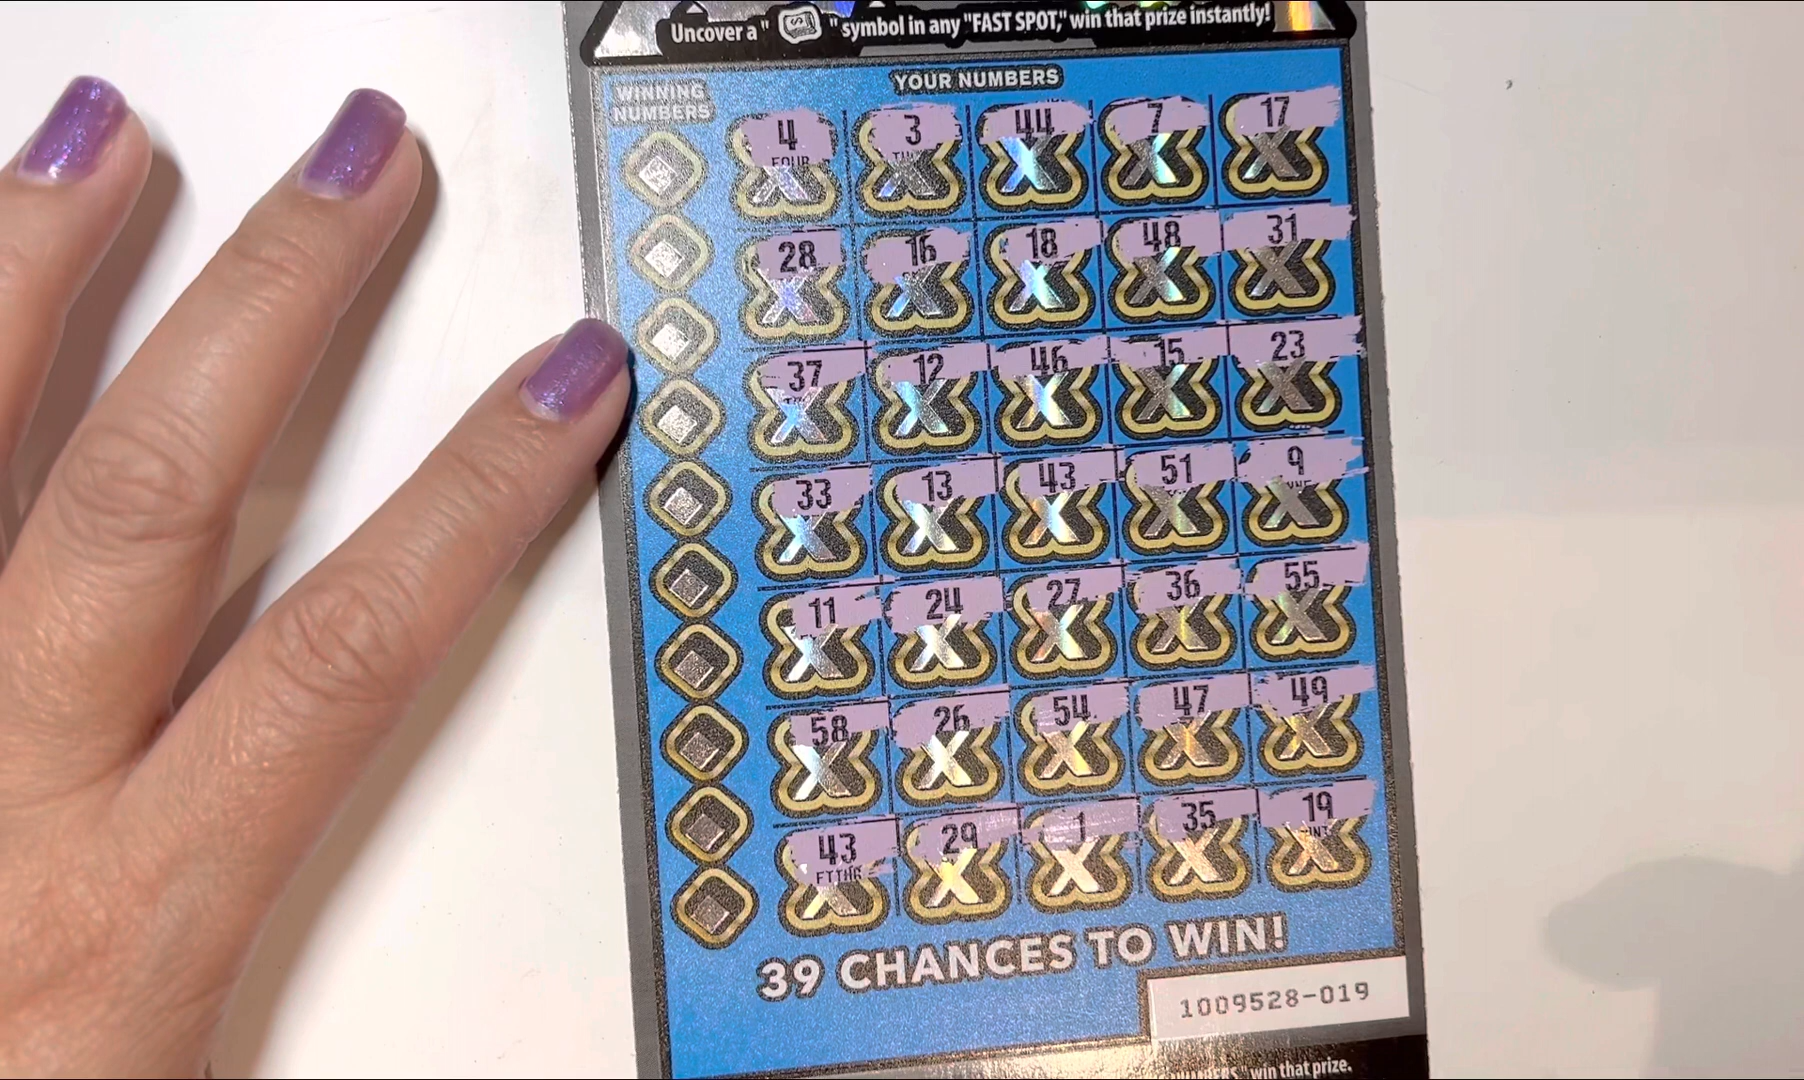 Uncover a " " symbol in any "FAST SPOT," win that prize instantly!
YOUR NUMBERS
WINNING
NUMBERS
4 3 44 7 17
FOUR
28 16 18 48 31
37 12 46 15 23
33 13 43 51 9
11 24 27 36 55
58 26 54 47 49
43 29 1 35 19
39 CHANCES TO WIN!
1009528-019
win that prize.